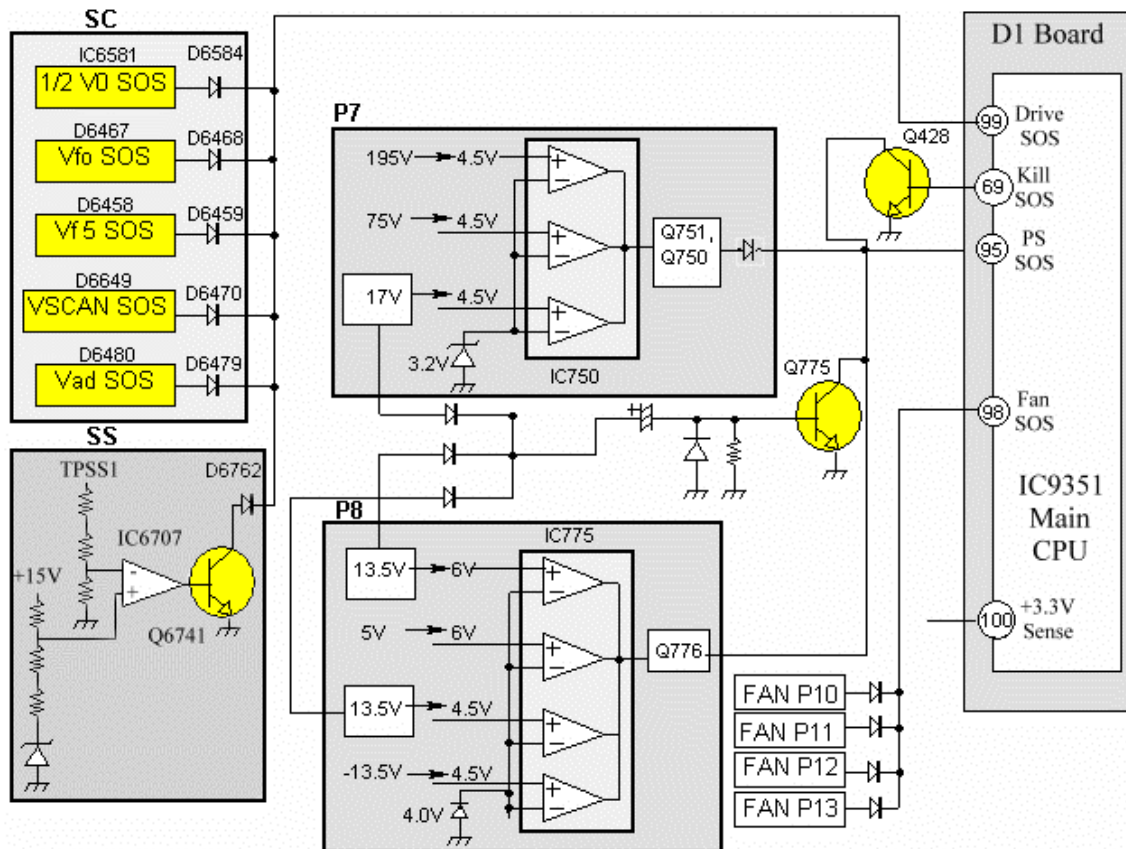 SC
IC6581
D6584
1/2 V0 SOS
D6467
D6468
Vfo SOS
D6458
D6459
Vf 5 SOS
D6649
D6470
VSCAN SOS
D6480
D6479
Vad SOS
SS
TPSS1
D6762
IC6707
+15V
-
+
Q6741
P7
195V
4.5V
+
-
75V
4.5V
+
-
Q751,
Q750
17V
4.5V
+
-
3.2V
IC750
+
Q775
Q428
P8
IC775
13.5V
6V
+
-
5V
6V
+
-
Q776
13.5V
4.5V
+
-
-13.5V
4.5V
+
-
4.0V
FAN P10
FAN P11
FAN P12
FAN P13
D1 Board
99
Drive
SOS
69
Kill
SOS
95
PS
SOS
98
Fan
SOS
IC9351
Main
CPU
100
+3.3V
Sense